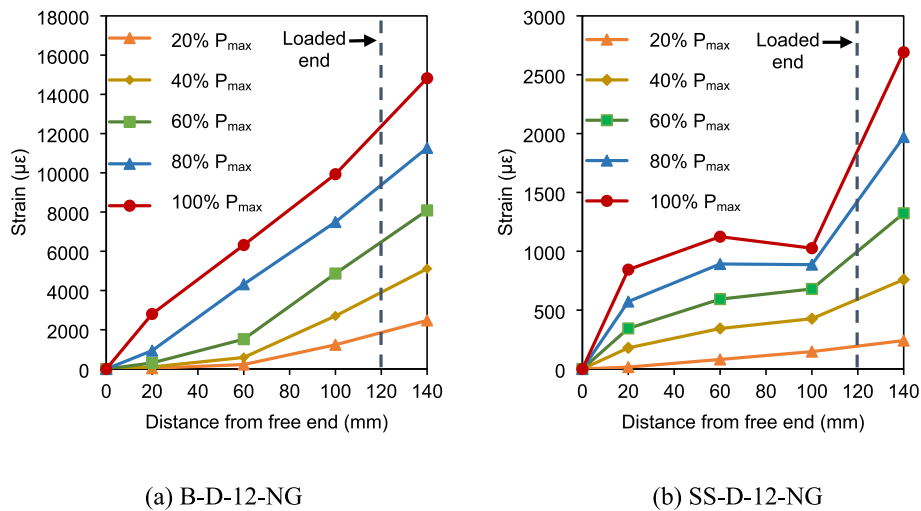 18000
16000
14000
12000
10000
8000
6000
4000
2000
0
Strain (με)
20% Pmax
40% Pmax
60% Pmax
80% Pmax
100% Pmax
Loaded
end
0 20 40 60 80 100 120 140
Distance from free end (mm)
(a) B-D-12-NG
3000
2500
2000
1500
1000
500
0
Strain (με)
20% Pmax
40% Pmax
60% Pmax
80% Pmax
100% Pmax
Loaded
end
0 20 40 60 80 100 120 140
Distance from free end (mm)
(b) SS-D-12-NG